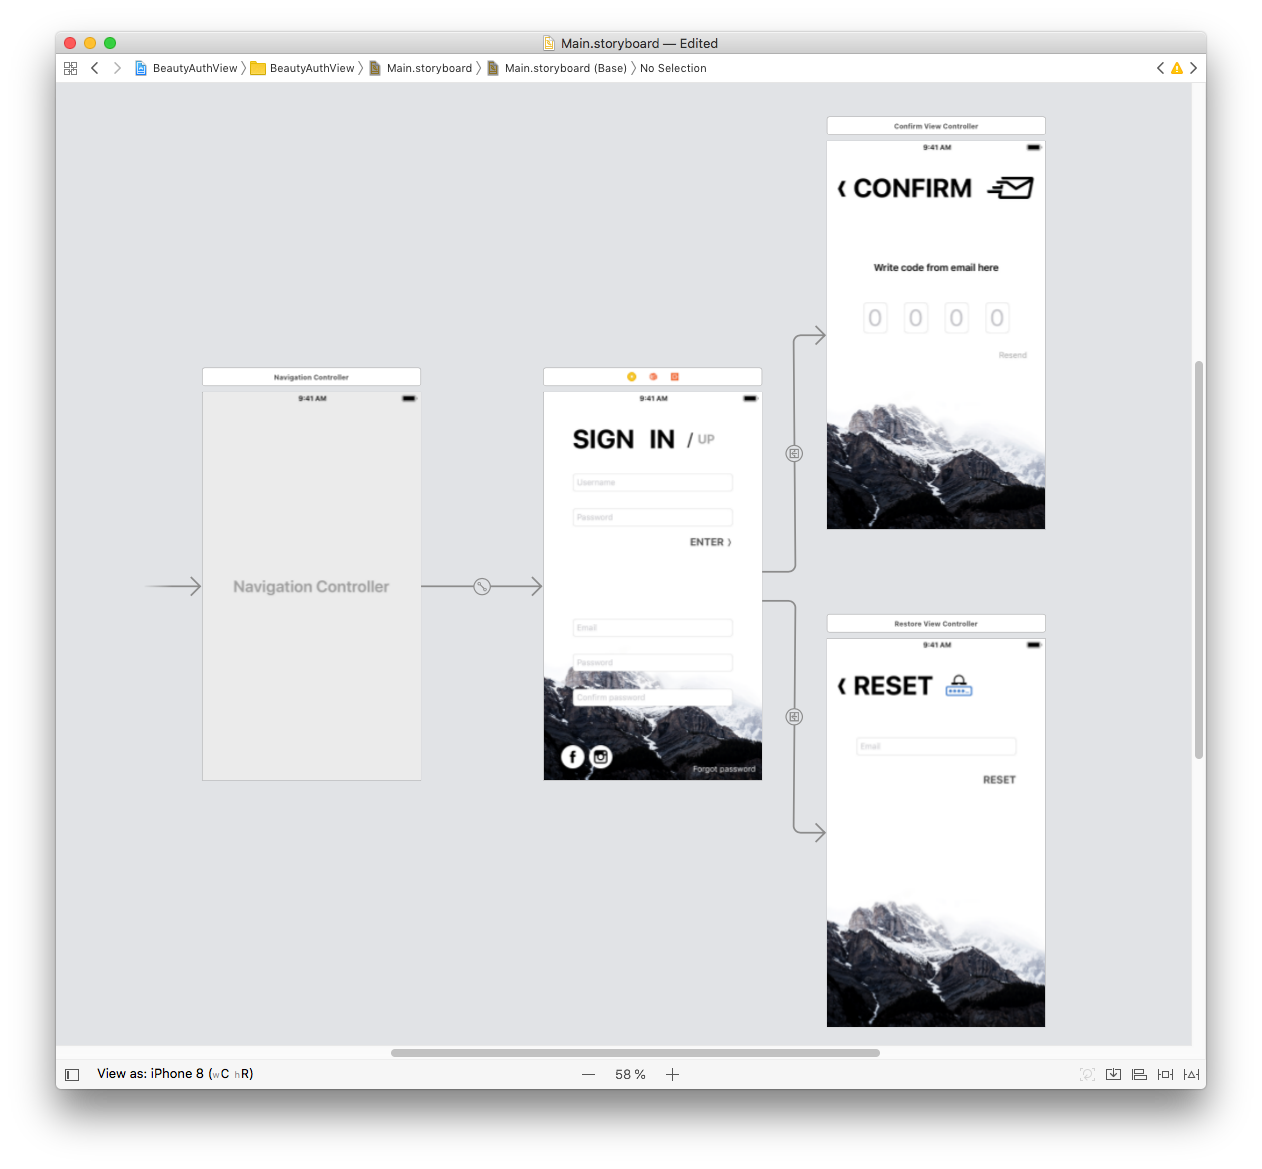 Main.storyboard — Edited
BeautyAuthView 〉 BeautyAuthView 〉 Main.storyboard 〉 Main.storyboard (Base) 〉 No Selection
Confirm View Controller
9:41 AM
CONFIRM
Write code from email here
0 0 0 0
Resend
Navigation Controller
9:41 AM
Navigation Controller
9:41 AM
SIGN IN / UP
Username
Password
ENTER 〉
Email
Password
Confirm password
f
Forgot password
Restore View Controller
9:41 AM
RESET
****
Email
RESET
View as: iPhone 8 (wC hR)
58 %